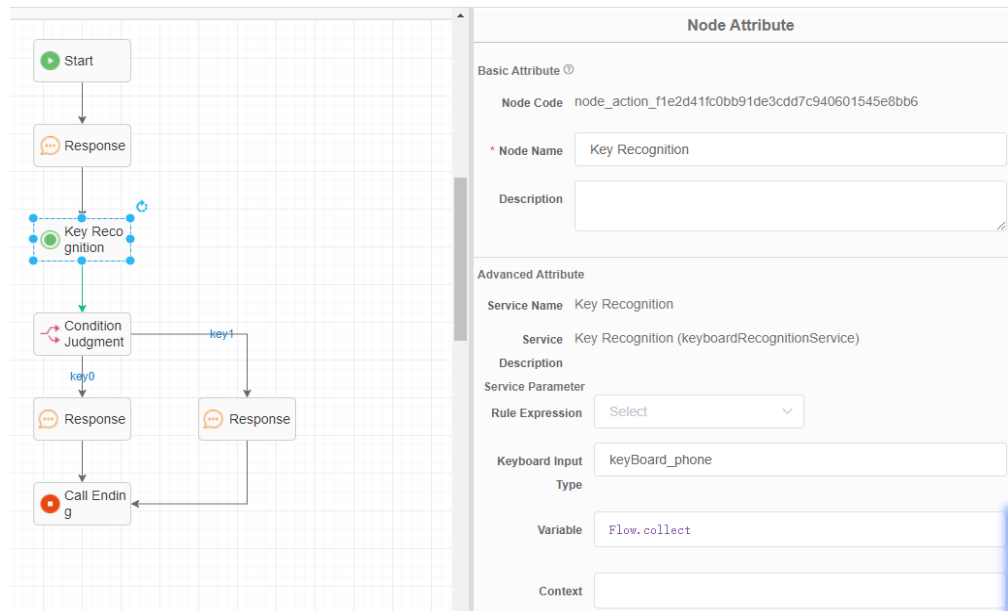 Start
Response
Key Reco
gnition
Condition
Judgment
key1
key0
Response
Response
Call Endin
g
Node Attribute
Basic Attribute
Node Code node_action_f1e2d41fc0bb91de3cdd7c940601545e8bb6
* Node Name Key Recognition
Description
Advanced Attribute
Service Name Key Recognition
Service Key Recognition (keyboardRecognitionService)
Description
Service Parameter
Rule Expression Select
Keyboard Input keyBoard_phone
Type
Variable Flow.collect
Context